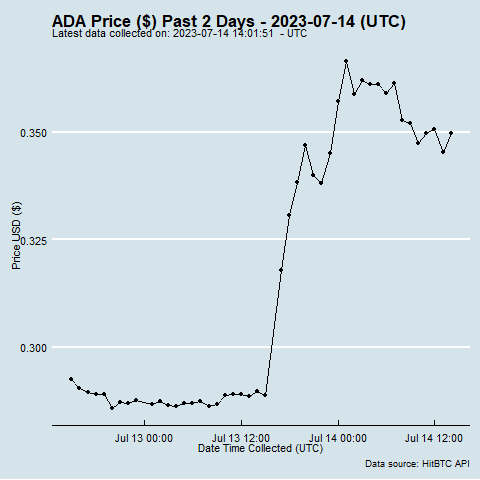 ADA Price ($) Past 2 Days - 2023-07-14 (UTC)
Latest data collected on: 2023-07-14 14:01:51 - UTC
Price USD ($)
0.350
0.325
0.300
Jul 13 00:00 Jul 13 12:00 Jul 14 00:00 Jul 14 12:00
Date Time Collected (UTC)
Data source: HitBTC API